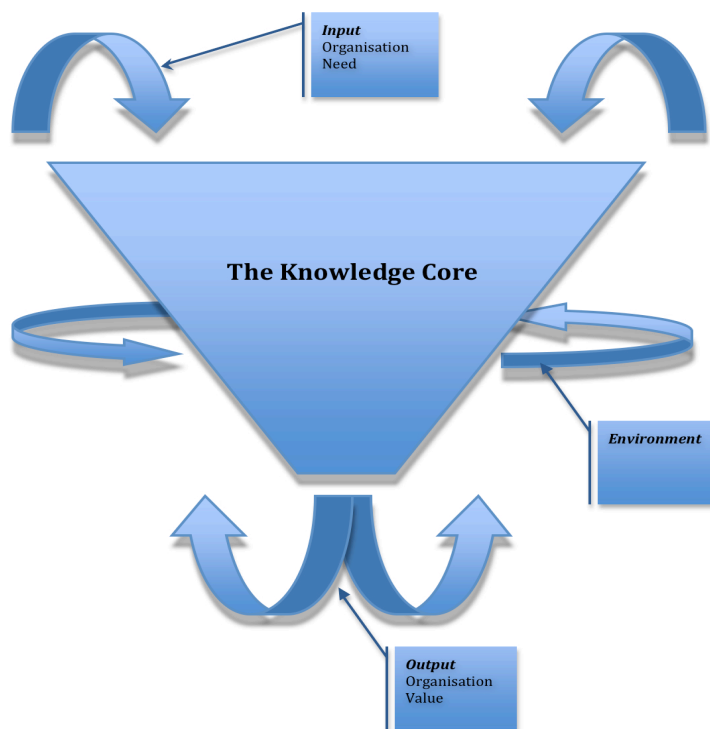 Input
Organisation
Need
The Knowledge Core
Environment
Output
Organisation
Value